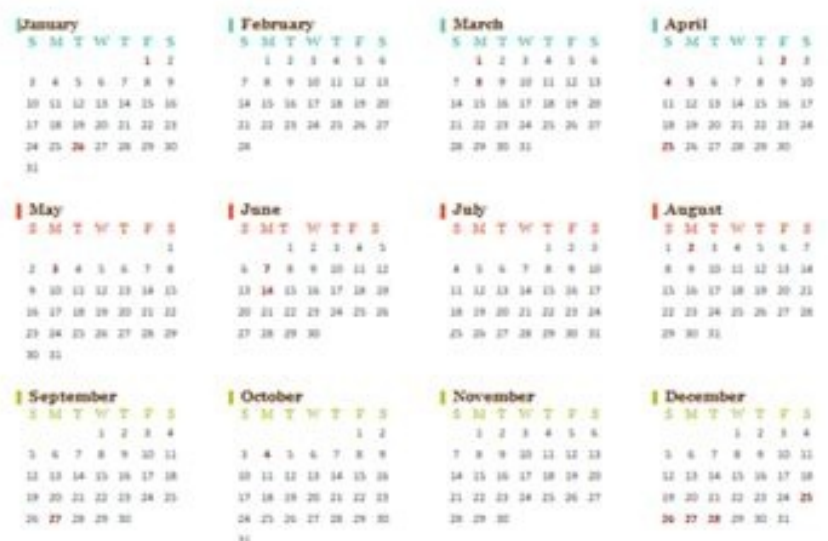 January
S M T W T F S
1 2
3 4 5 6 7 8 9
10 11 12 13 14 15 16
17 18 19 20 21 22 23
24 25 26 27 28 29 30
31
February
S M T W T F S
1 2 3 4 5 6
7 8 9 10 11 12 13
14 15 16 17 18 19 20
21 22 23 24 25 26 27
28
March
S M T W T F S
1 2 3 4 5 6
7 8 9 10 11 12 13
14 15 16 17 18 19 20
21 22 23 24 25 26 27
28 29 30 31
April
S M T W T F S
1 2 3
4 5 6 7 8 9 10
11 12 13 14 15 16 17
18 19 20 21 22 23 24
25 26 27 28 29 30
May
S M T W T F S
1
2 3 4 5 6 7 8
9 10 11 12 13 14 15
16 17 18 19 20 21 22
23 24 25 26 27 28 29
30 31
June
S M T W T F S
1 2 3 4 5
6 7 8 9 10 11 12
13 14 15 16 17 18 19
20 21 22 23 24 25 26
27 28 29 30
July
S M T W T F S
1 2 3
4 5 6 7 8 9 10
11 12 13 14 15 16 17
18 19 20 21 22 23 24
25 26 27 28 29 30 31
August
S M T W T F S
1 2 3 4 5 6 7
8 9 10 11 12 13 14
15 16 17 18 19 20 21
22 23 24 25 26 27 28
29 30 31
September
S M T W T F S
1 2 3 4
5 6 7 8 9 10 11
12 13 14 15 16 17 18
19 20 21 22 23 24 25
26 27 28 29 30
October
S M T W T F S
1 2
3 4 5 6 7 8 9
10 11 12 13 14 15 16
17 18 19 20 21 22 23
24 25 26 27 28 29 30
31
November
S M T W T F S
1 2 3 4 5 6
7 8 9 10 11 12 13
14 15 16 17 18 19 20
21 22 23 24 25 26 27
28 29 30
December
S M T W T F S
1 2 3 4
5 6 7 8 9 10 11
12 13 14 15 16 17 18
19 20 21 22 23 24 25
26 27 28 29 30 31